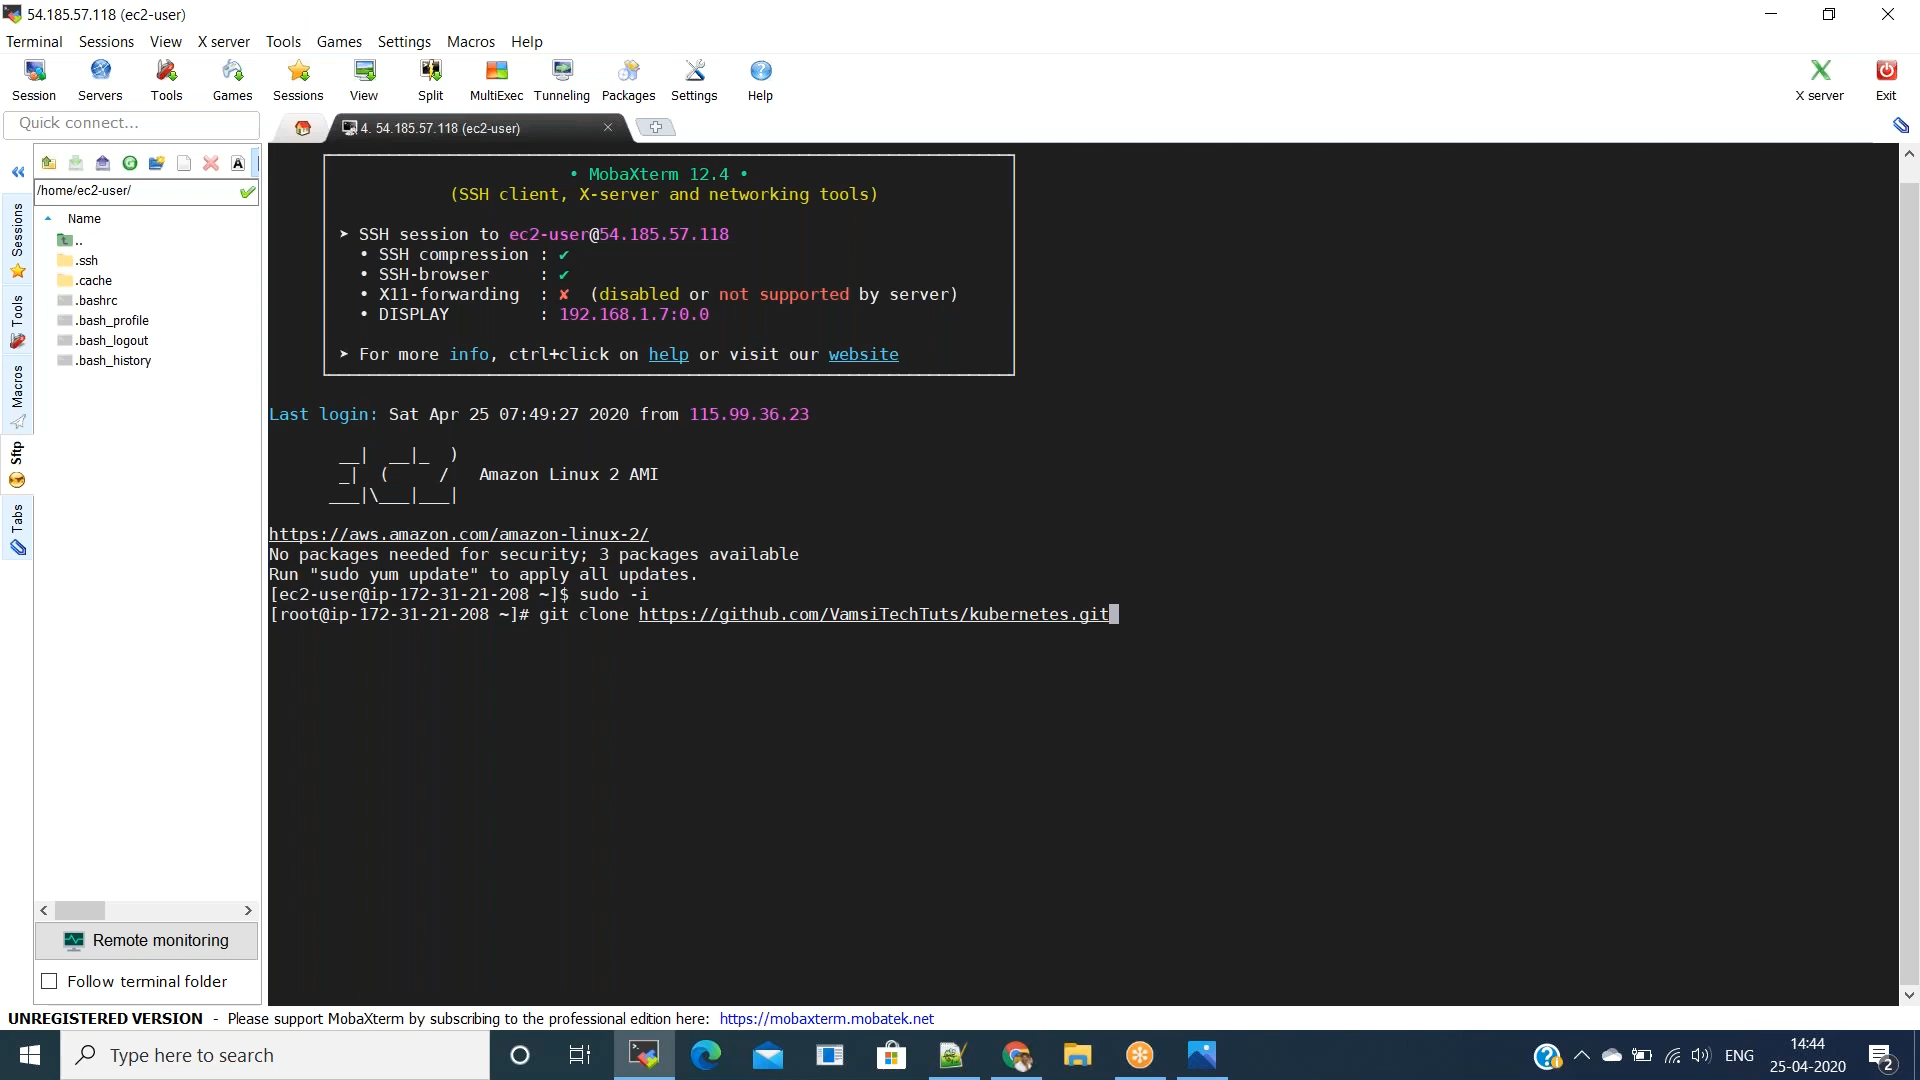 54.185.57.118 (ec2-user)
Terminal Sessions View X server Tools Games Settings Macros Help
Session Servers Tools Games Sessions View Split MultiExec Tunneling Packages Settings Help X server Exit
Quick connect...
4. 54.185.57.118 (ec2-user)
/home/ec2-user/
Name
..
.ssh
.cache
.bashrc
.bash_profile
.bash_logout
.bash_history
Sessions
Tools
Macros
Sftp
Tabs
Remote monitoring
Follow terminal folder
• MobaXterm 12.4 •
(SSH client, X-server and networking tools)
➤ SSH session to ec2-user@54.185.57.118
• SSH compression : ✔
• SSH-browser : ✔
• X11-forwarding : ✘ (disabled or not supported by server)
• DISPLAY : 192.168.1.7:0.0
➤ For more info, ctrl+click on help or visit our website
Last login: Sat Apr 25 07:49:27 2020 from 115.99.36.23
__| __|_ )
_| ( / Amazon Linux 2 AMI
___|\___|___|
https://aws.amazon.com/amazon-linux-2/
No packages needed for security; 3 packages available
Run "sudo yum update" to apply all updates.
[ec2-user@ip-172-31-21-208 ~]$ sudo -i
[root@ip-172-31-21-208 ~]# git clone https://github.com/VamsiTechTuts/kubernetes.git
UNREGISTERED VERSION - Please support MobaXterm by subscribing to the professional edition here: https://mobaxterm.mobatek.net
Type here to search
ENG
14:44
25-04-2020
2